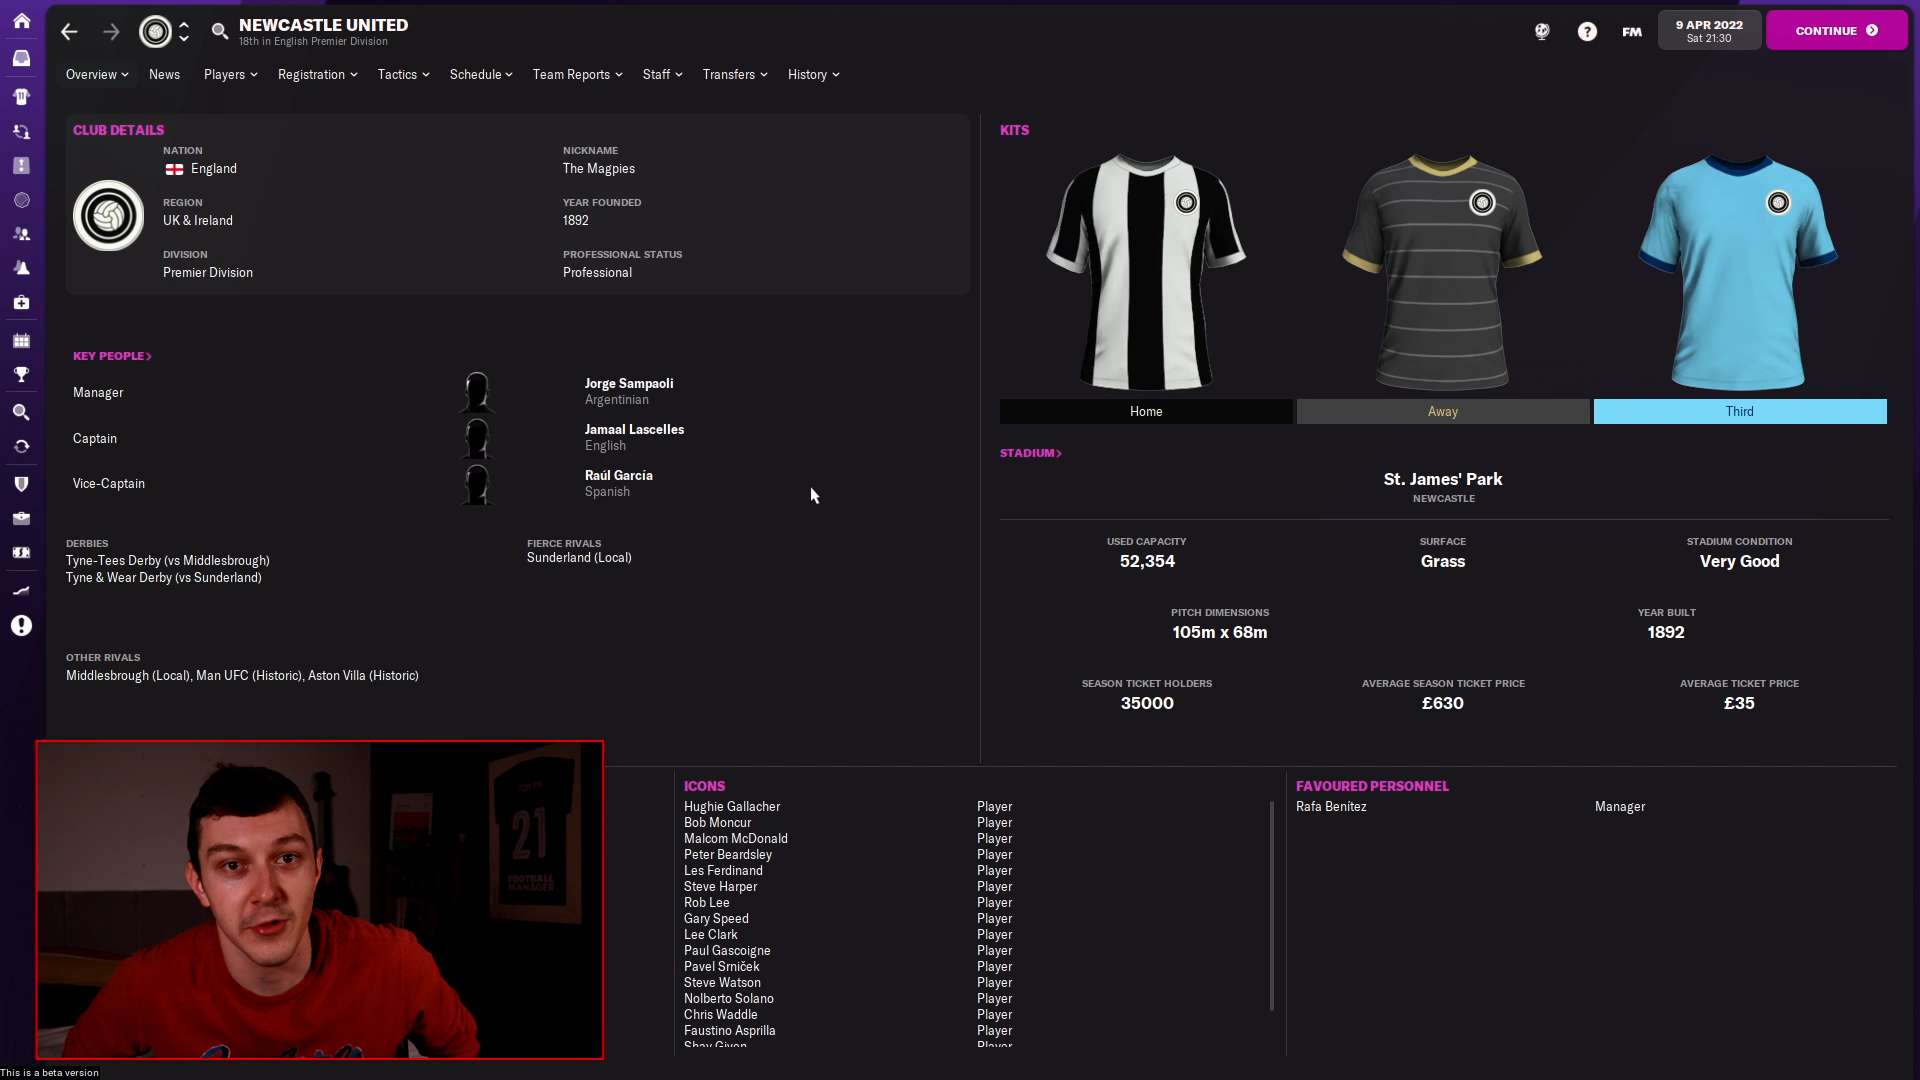 NEWCASTLE UNITED
18th in English Premier Division
FM
9 APR 2022
Sat 21:30
CONTINUE
Overview News Players Registration Tactics Schedule Team Reports Staff Transfers History
CLUB DETAILS
NATION
England
NICKNAME
The Magpies
REGION
UK & Ireland
YEAR FOUNDED
1892
DIVISION
Premier Division
PROFESSIONAL STATUS
Professional
KEY PEOPLE
Manager
Jorge Sampaoli
Argentinian
Captain
Jamaal Lascelles
English
Vice-Captain
Raúl García
Spanish
DERBIES
Tyne-Tees Derby (vs Middlesbrough)
Tyne & Wear Derby (vs Sunderland)
FIERCE RIVALS
Sunderland (Local)
OTHER RIVALS
Middlesbrough (Local), Man UFC (Historic), Aston Villa (Historic)
KITS
Home
Away
Third
STADIUM
St. James' Park
NEWCASTLE
USED CAPACITY
52,354
SURFACE
Grass
STADIUM CONDITION
Very Good
PITCH DIMENSIONS
105m x 68m
YEAR BUILT
1892
SEASON TICKET HOLDERS
35000
AVERAGE SEASON TICKET PRICE
£630
AVERAGE TICKET PRICE
£35
21
FOOTBALL
MANAGER
ICONS
Hughie Gallacher Player
Bob Moncur Player
Malcom McDonald Player
Peter Beardsley Player
Les Ferdinand Player
Steve Harper Player
Rob Lee Player
Gary Speed Player
Lee Clark Player
Paul Gascoigne Player
Pavel Srniček Player
Steve Watson Player
Nolberto Solano Player
Chris Waddle Player
Faustino Asprilla Player
Shay Given Player
FAVOURED PERSONNEL
Rafa Benítez Manager
This is a beta version